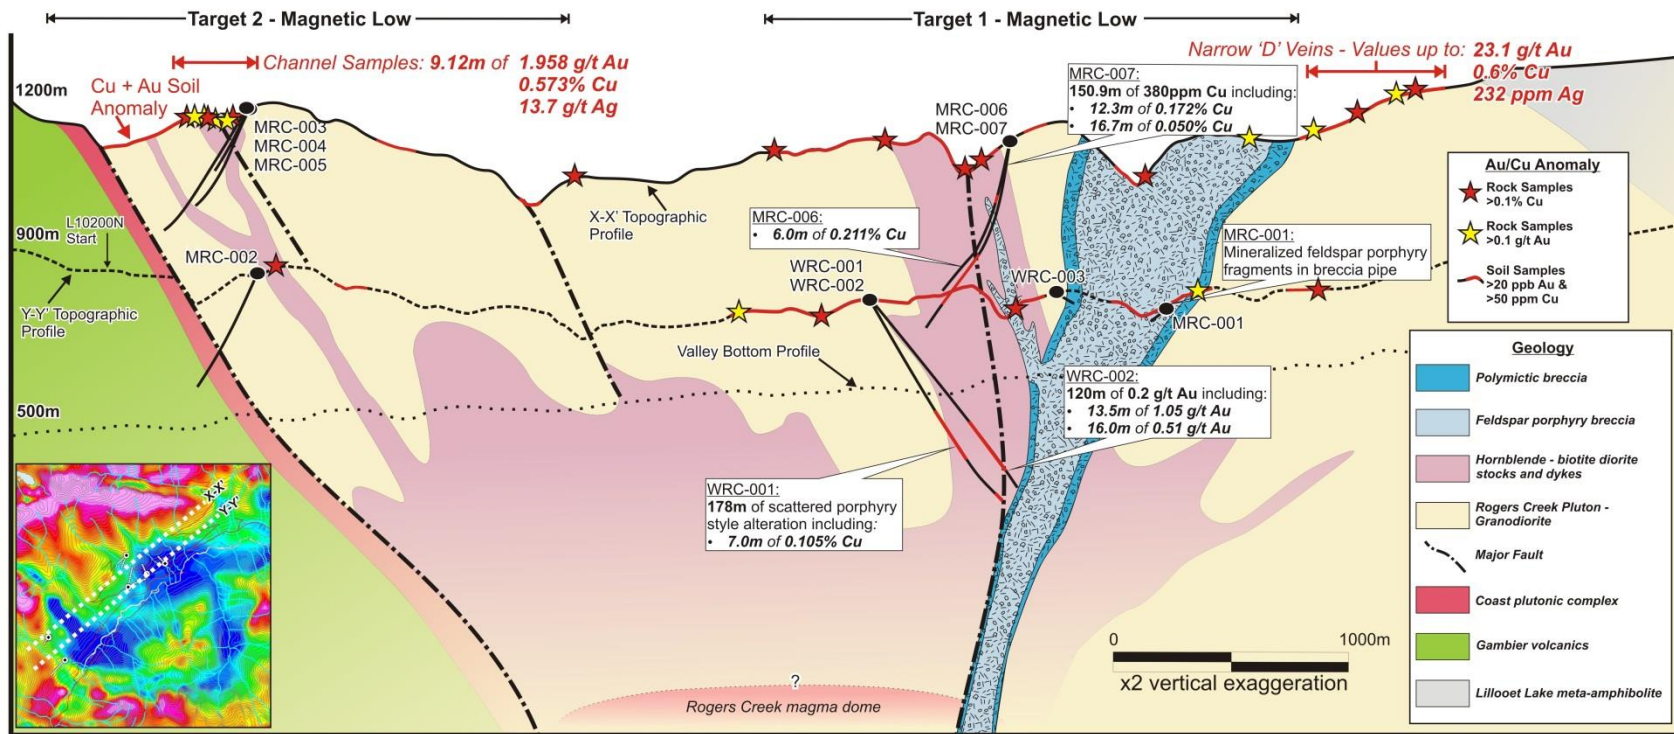 Target 2 - Magnetic Low
Target 1 - Magnetic Low
Channel Samples: 9.12m of 1.958 g/t Au
0.573% Cu
13.7 g/t Ag
Narrow 'D' Veins - Values up to: 23.1 g/t Au
0.6% Cu
232 ppm Ag
Cu + Au Soil
Anomaly
1200m
900m
500m
MRC-003
MRC-004
MRC-005
MRC-006
MRC-007
MRC-007:
150.9m of 380ppm Cu including:
• 12.3m of 0.172% Cu
• 16.7m of 0.050% Cu
L10200N
Start
X-X' Topographic
Profile
MRC-006:
• 6.0m of 0.211% Cu
MRC-001:
Mineralized feldspar porphyry
fragments in breccia pipe
MRC-002
WRC-001
WRC-002
WRC-003
MRC-001
Y-Y' Topographic
Profile
Valley Bottom Profile
WRC-002:
120m of 0.2 g/t Au including:
• 13.5m of 1.05 g/t Au
• 16.0m of 0.51 g/t Au
WRC-001:
178m of scattered porphyry
style alteration including:
• 7.0m of 0.105% Cu
X-X'
Y-Y'
?
Rogers Creek magma dome
0 1000m
x2 vertical exaggeration
Au/Cu Anomaly
Rock Samples
>0.1% Cu
Rock Samples
>0.1 g/t Au
Soil Samples
>20 ppb Au &
>50 ppm Cu
Geology
Polymictic breccia
Feldspar porphyry breccia
Hornblende - biotite diorite
stocks and dykes
Rogers Creek Pluton -
Granodiorite
Major Fault
Coast plutonic complex
Gambier volcanics
Lillooet Lake meta-amphibolite